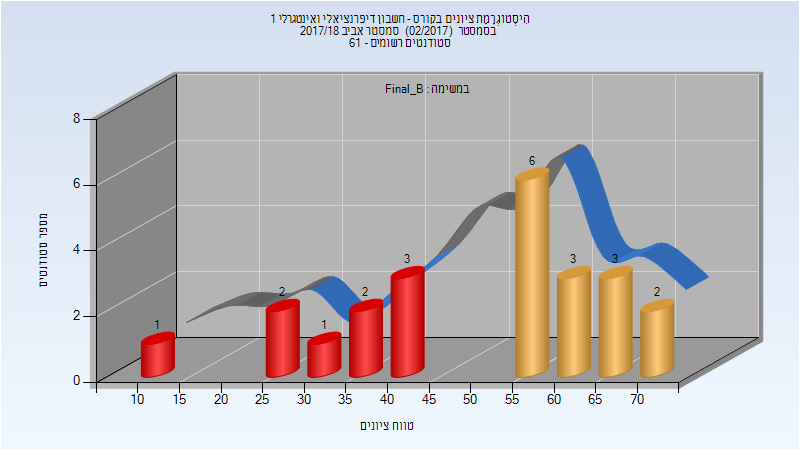 היסטוגרמת ציונים בקורס - חשבון דיפרנציאלי ואינטגרלי 1
בסמסטר (02/2017) סמסטר אביב 2017/18
סטודנטים רשומים - 61
במשימה : Final_B
8
6
4
2
0
מספר סטודנטים
1
2
1
2
3
6
3
3
2
10 15 20 25 30 35 40 45 50 55 60 65 70
טווח ציונים